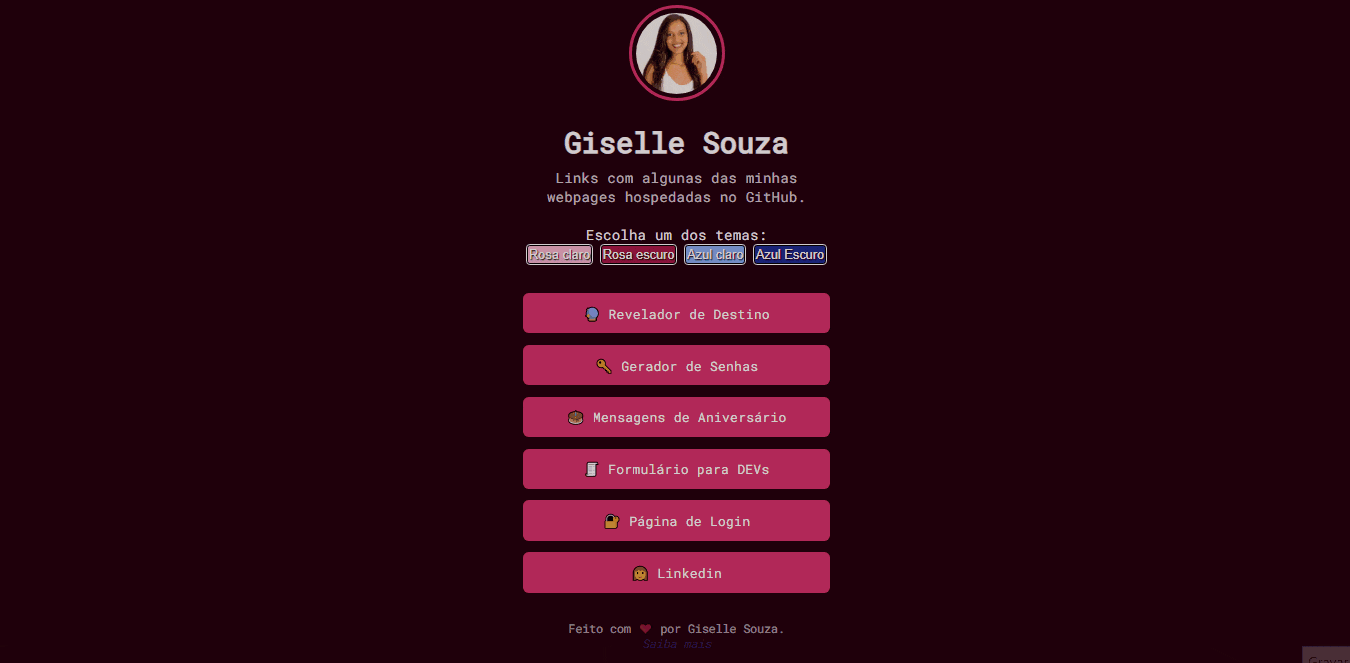 Giselle Souza
Links com algunas das minhas
webpages hospedadas no GitHub.
Escolha um dos temas:
Rosa claro Rosa escuro Azul claro Azul Escuro
Revelador de Destino
Gerador de Senhas
Mensagens de Aniversário
Formulário para DEVs
Página de Login
Linkedin
Feito com ❤ por Giselle Souza.
Saiba mais